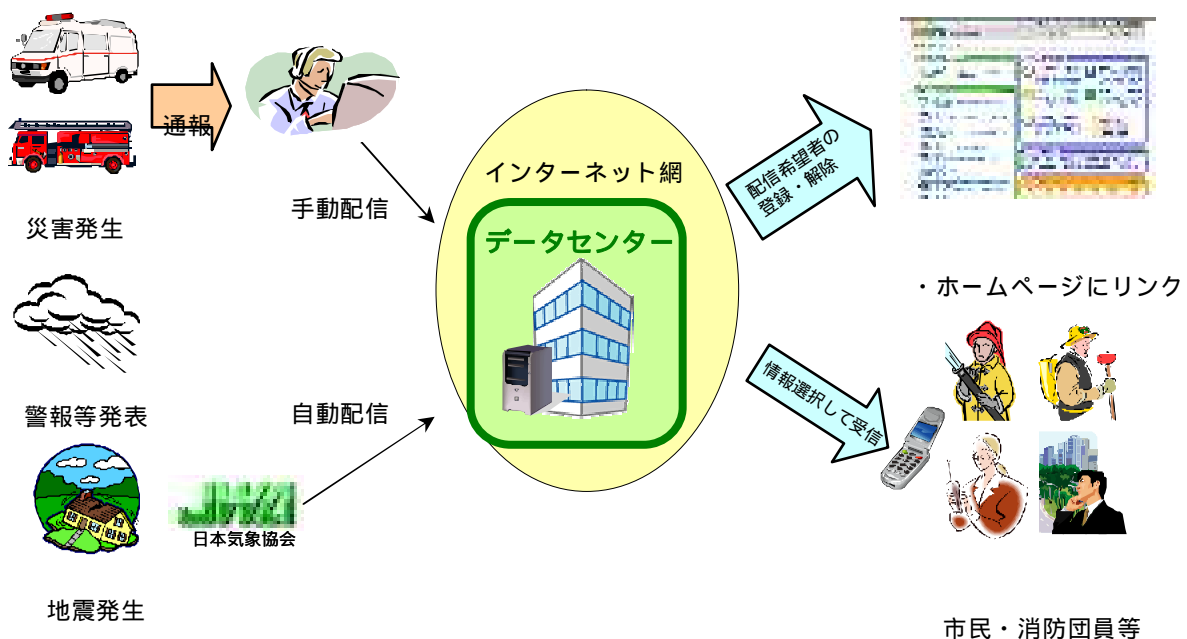 通報
災害発生
手動配信
警報等発表
自動配信
日本気象協会
地震発生
インターネット網
データセンター
配信希望者の
登録・解除
・ホームページにリンク
情報選択して受信
市民・消防団員等